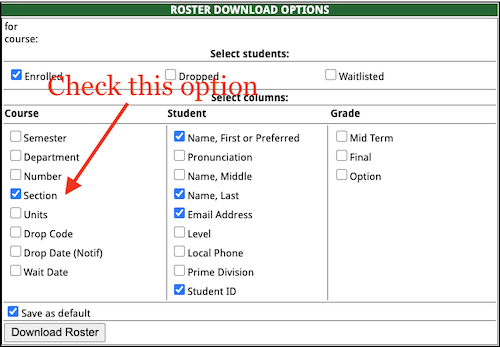 ROSTER DOWNLOAD OPTIONS
for
course:
Select students:
Enrolled Dropped Waitlisted
Check this option
Select columns:
Course Student Grade
Semester Name, First or Preferred Mid Term
Department Pronunciation Final
Number Name, Middle Option
Section Name, Last
Units Email Address
Drop Code Level
Drop Date (Notif) Local Phone
Wait Date Prime Division
Student ID
Save as default
Download Roster